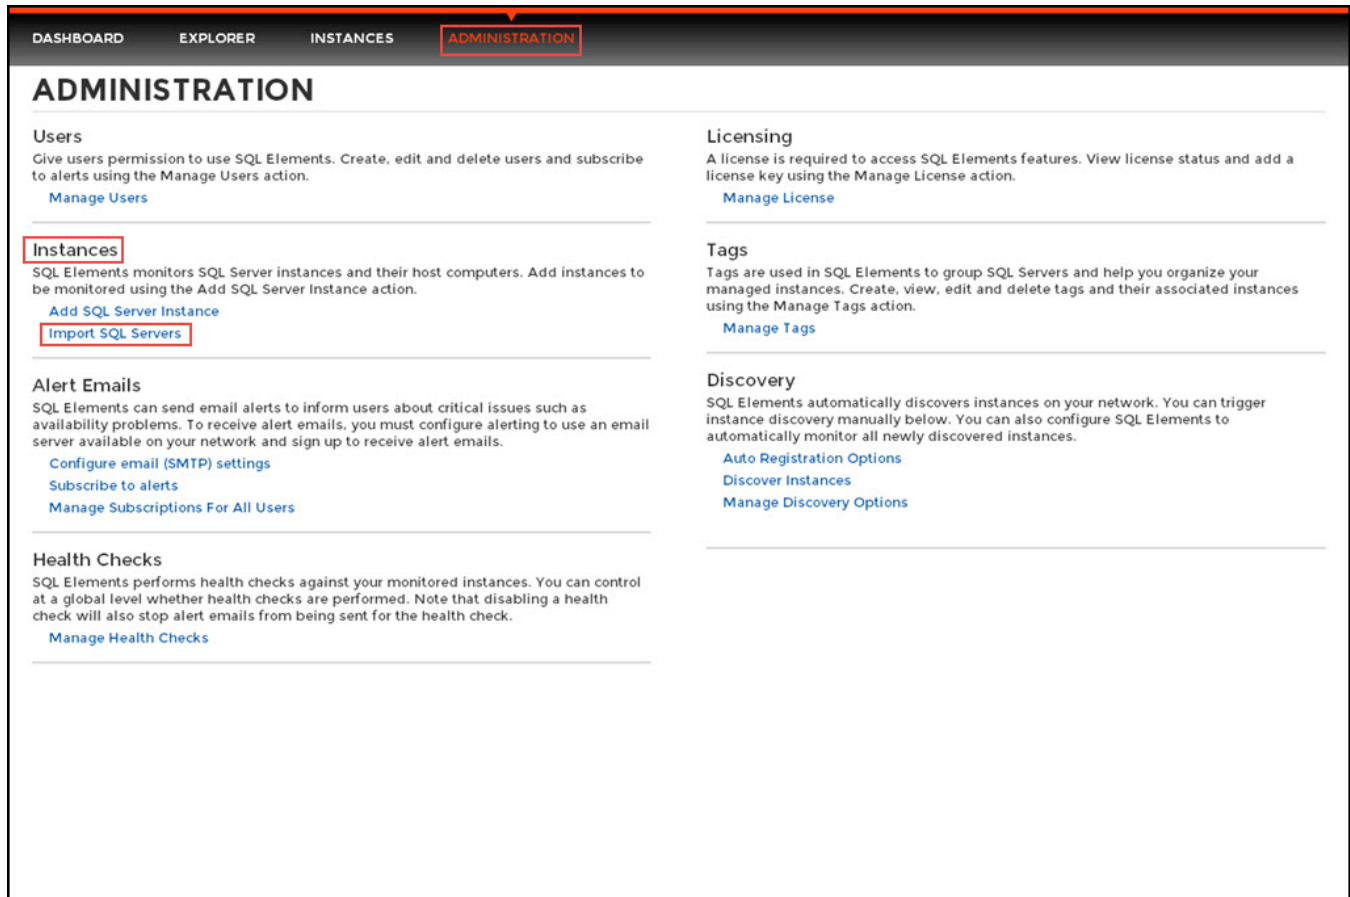 DASHBOARD EXPLORER INSTANCES ADMINISTRATION
ADMINISTRATION
Users
Give users permission to use SQL Elements. Create, edit and delete users and subscribe
to alerts using the Manage Users action.
Manage Users
Instances
SQL Elements monitors SQL Server instances and their host computers. Add instances to
be monitored using the Add SQL Server Instance action.
Add SQL Server Instance
Import SQL Servers
Alert Emails
SQL Elements can send email alerts to inform users about critical issues such as
availability problems. To receive alert emails, you must configure alerting to use an email
server available on your network and sign up to receive alert emails.
Configure email (SMTP) settings
Subscribe to alerts
Manage Subscriptions For All Users
Health Checks
SQL Elements performs health checks against your monitored instances. You can control
at a global level whether health checks are performed. Note that disabling a health
check will also stop alert emails from being sent for the health check.
Manage Health Checks
Licensing
A license is required to access SQL Elements features. View license status and add a
license key using the Manage License action.
Manage License
Tags
Tags are used in SQL Elements to group SQL Servers and help you organize your
managed instances. Create, view, edit and delete tags and their associated instances
using the Manage Tags action.
Manage Tags
Discovery
SQL Elements automatically discovers instances on your network. You can trigger
instance discovery manually below. You can also configure SQL Elements to
automatically monitor all newly discovered instances.
Auto Registration Options
Discover Instances
Manage Discovery Options